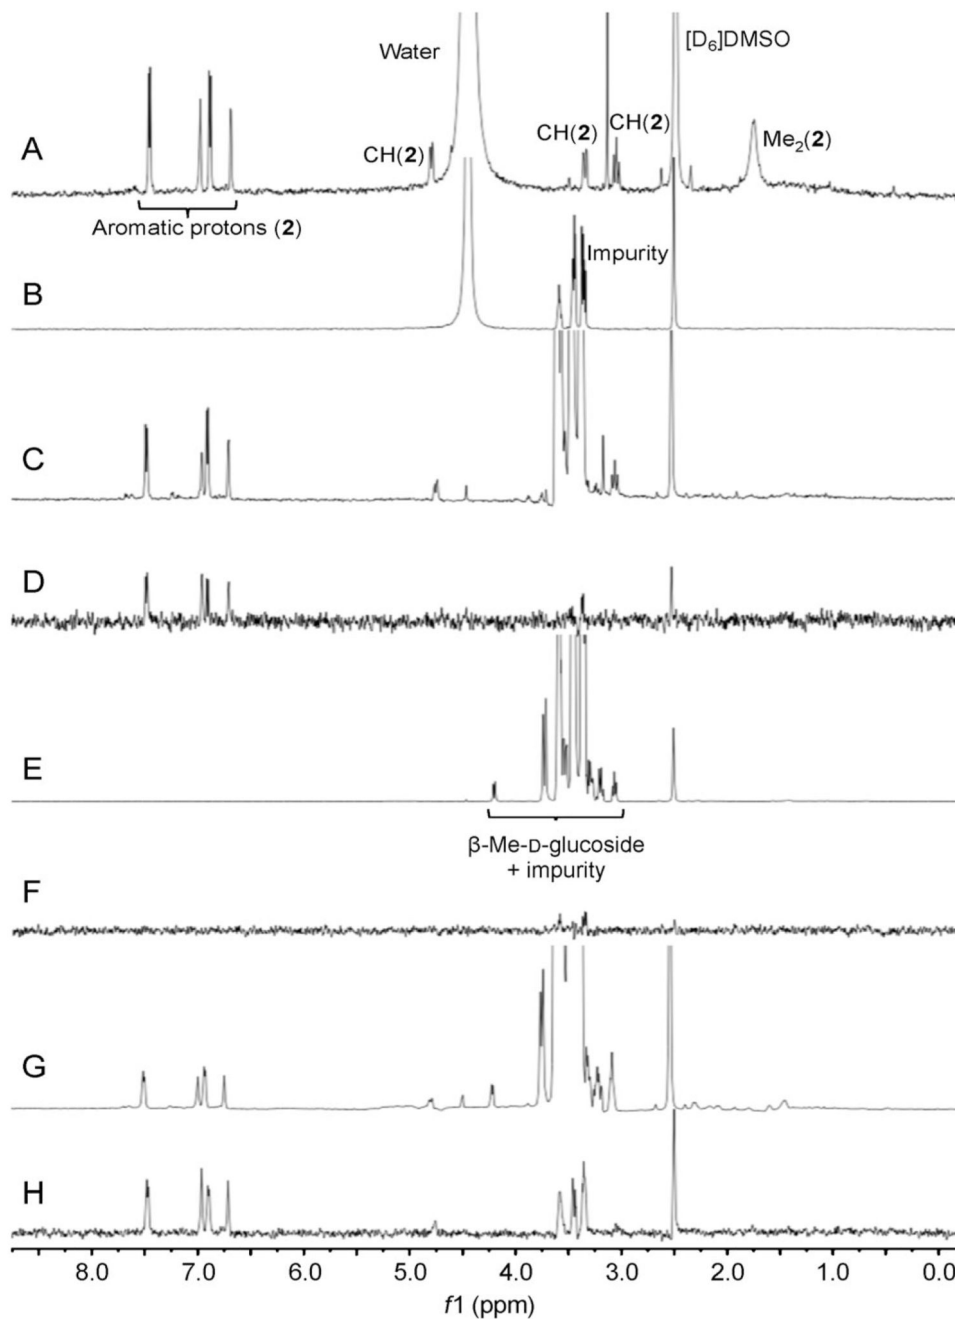 [D6]DMSO
Water
CH(2)
CH(2)
A
CH(2)
Me2(2)
Aromatic protons (2)
Impurity
B
C
D
E
β-Me-D-glucoside
+ impurity
F
G
H
8.0 7.0 6.0 5.0 4.0 3.0 2.0 1.0 0.0
f1 (ppm)